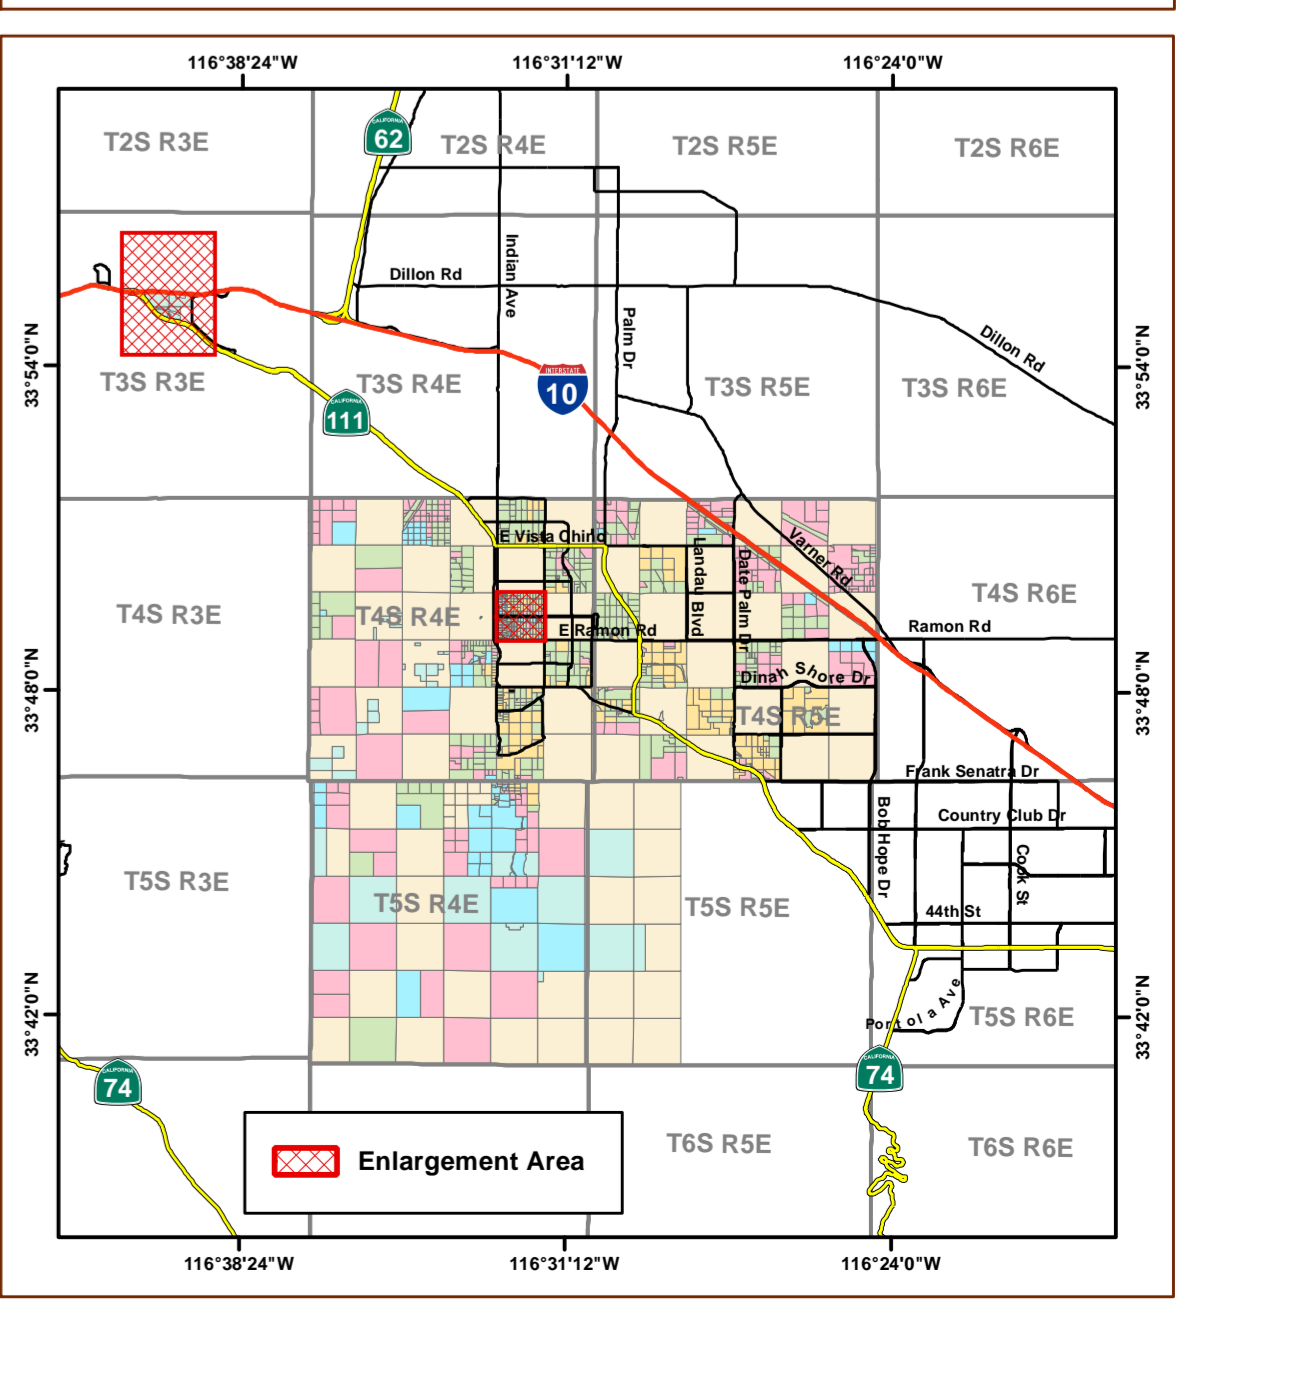 116°38'24"W
116°31'12"W
116°24'0"W
T2S R3E
CALIFORNIA
62
T2S R4E
T2S R5E
T2S R6E
Indian Ave
Dillon Rd
Palm Dr
Dillon Rd
33°54'0"N
33°54'0"N
T3S R3E
T3S R4E
INTERSTATE
10
T3S R5E
T3S R6E
CALIFORNIA
111
E Vista Chino
Landau Blvd
Date Palm Dr
Varner Rd
T4S R3E
T4S R4E
T4S R6E
E Ramon Rd
Ramon Rd
33°48'0"N
33°48'0"N
Dinah Shore Dr
T4S R5E
Frank Senatra Dr
Bob Hope Dr
Country Club Dr
Cook St
T5S R3E
T5S R4E
T5S R5E
44th St
33°42'0"N
33°42'0"N
Portola Ave
T5S R6E
CALIFORNIA
74
CALIFORNIA
74
Enlargement Area
T6S R5E
T6S R6E
116°38'24"W
116°31'12"W
116°24'0"W